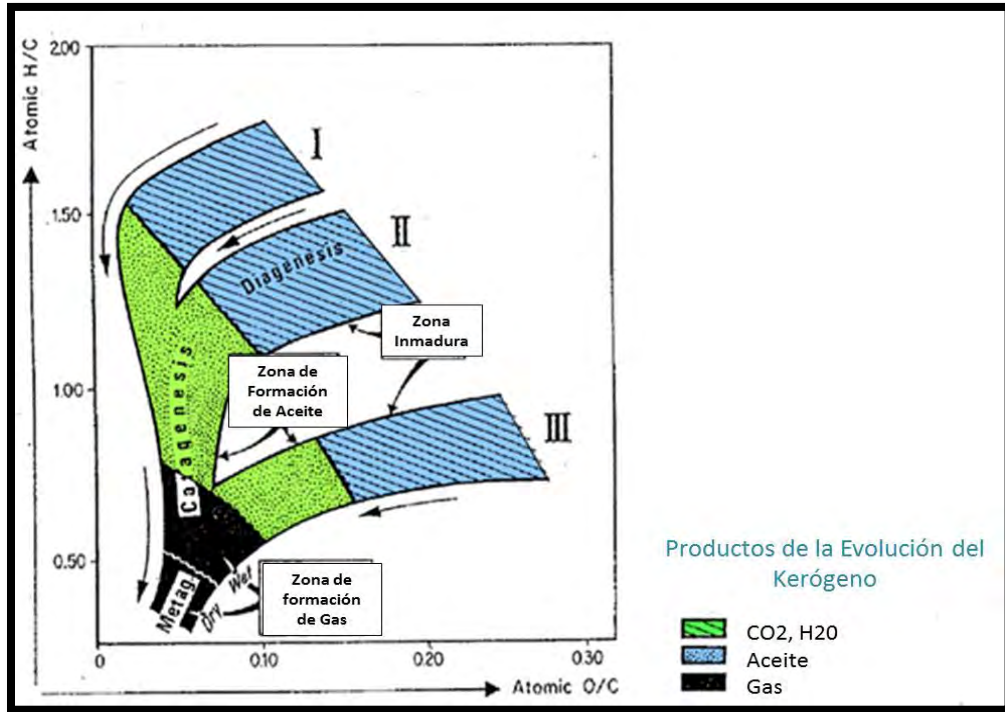 Atomic H/C
2.00
1.50
1.00
0.50
I
II
III
Diagenesis
Zona
Inmadura
Zona de
Formación
de Aceite
Catagenesis
Metag
Dry
Wet
Zona de
formación
de Gas
0
0.10
0.20
0.30
Atomic O/C
Productos de la Evolución del
Kerógeno
CO2, H20
Aceite
Gas